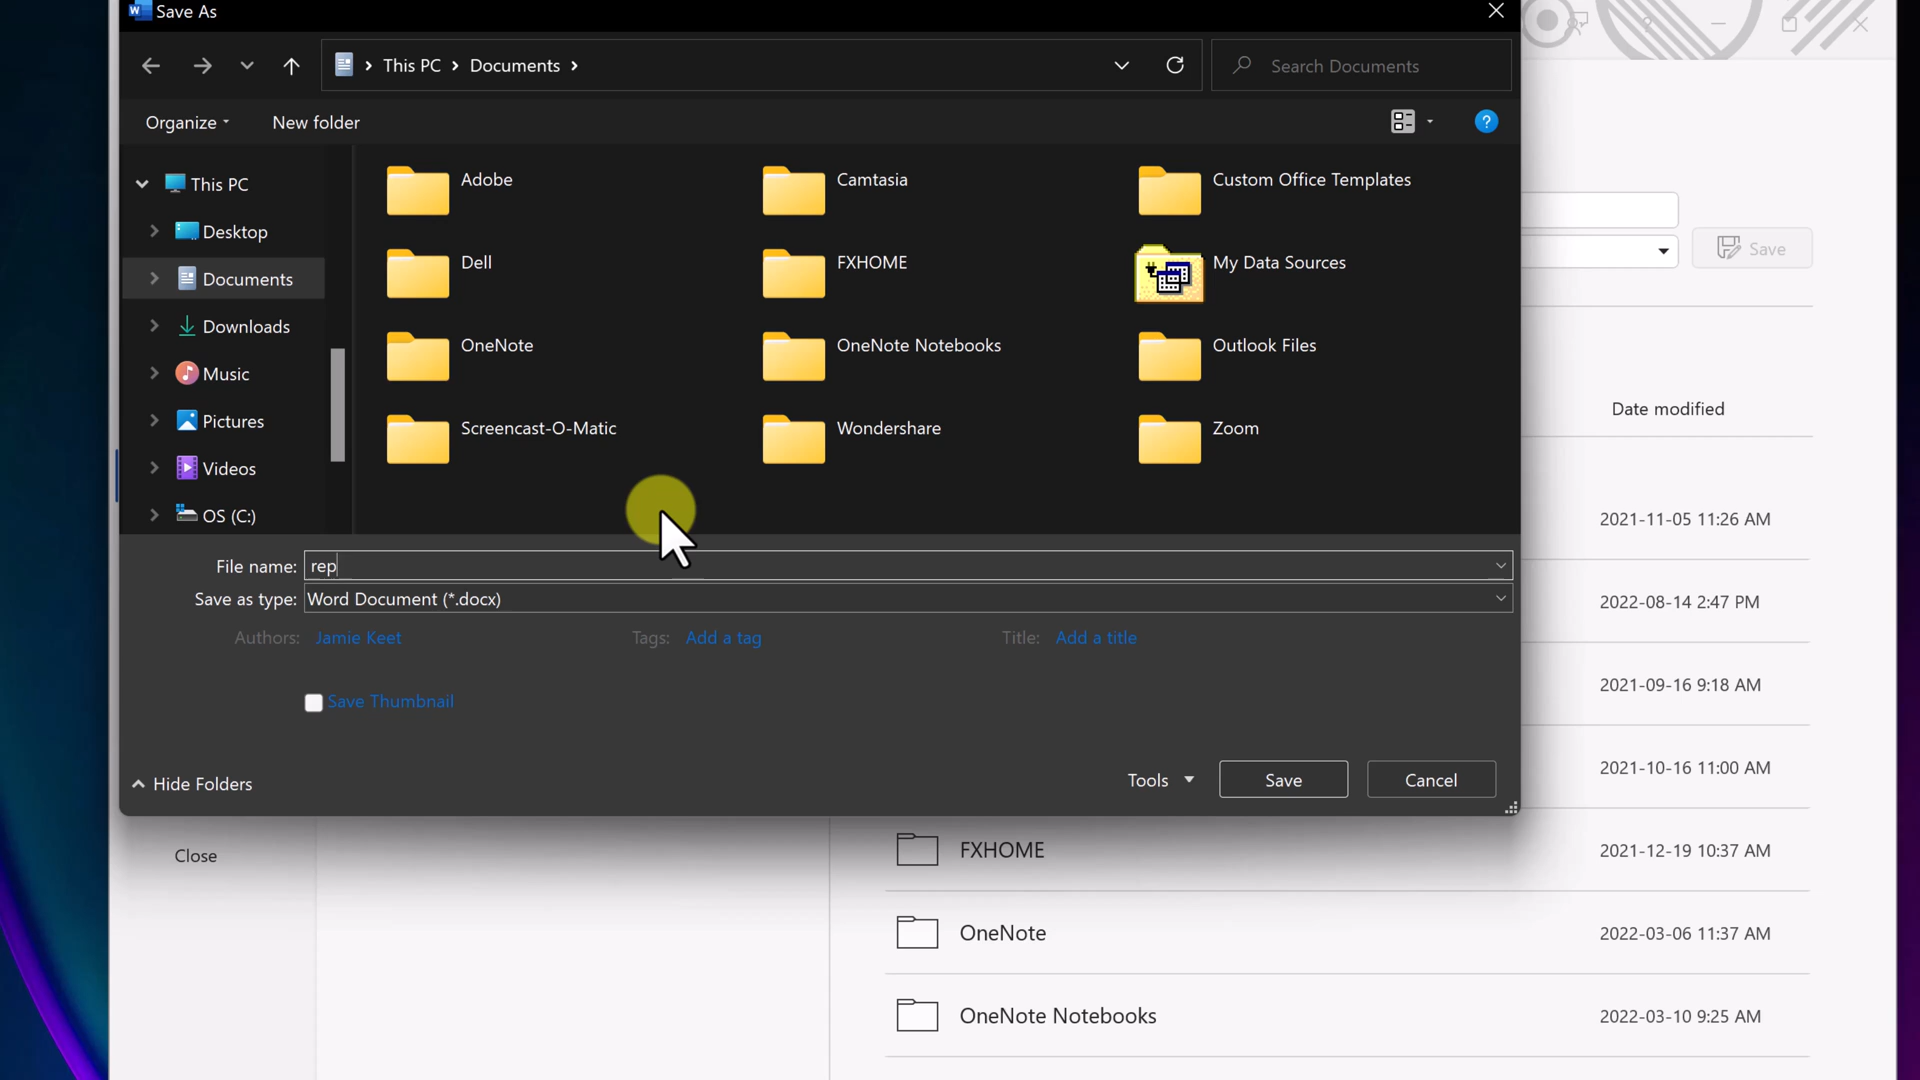 Save As
This PC
Documents
Search Documents
Organize
New folder
?
This PC
Desktop
Documents
Downloads
Music
Pictures
Videos
OS (C:)
Adobe
Camtasia
Custom Office Templates
Dell
FXHOME
My Data Sources
OneNote
OneNote Notebooks
Outlook Files
Screencast-O-Matic
Wondershare
Zoom
File name: rep
Save as type: Word Document (*.docx)
Authors: Jamie Keet
Tags: Add a tag
Title: Add a title
Save Thumbnail
Hide Folders
Tools
Save
Cancel
Save
Date modified
2021-11-05 11:26 AM
2022-08-14 2:47 PM
2021-09-16 9:18 AM
2021-10-16 11:00 AM
Close
FXHOME 2021-12-19 10:37 AM
OneNote 2022-03-06 11:37 AM
OneNote Notebooks 2022-03-10 9:25 AM